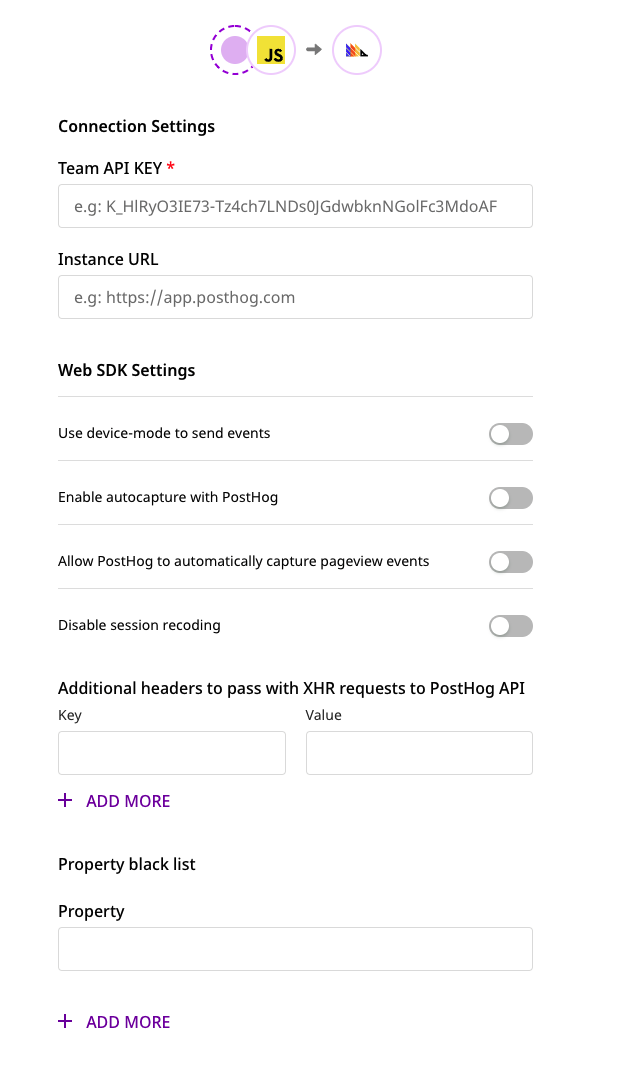 JS
Connection Settings
Team API KEY *
e.g: K_HlRyO3IE73-Tz4ch7LNDs0JGdwbknNGolFc3MdoAF
Instance URL
e.g: https://app.posthog.com
Web SDK Settings
Use device-mode to send events
Enable autocapture with PostHog
Allow PostHog to automatically capture pageview events
Disable session recoding
Additional headers to pass with XHR requests to PostHog API
Key Value
+ ADD MORE
Property black list
Property
+ ADD MORE